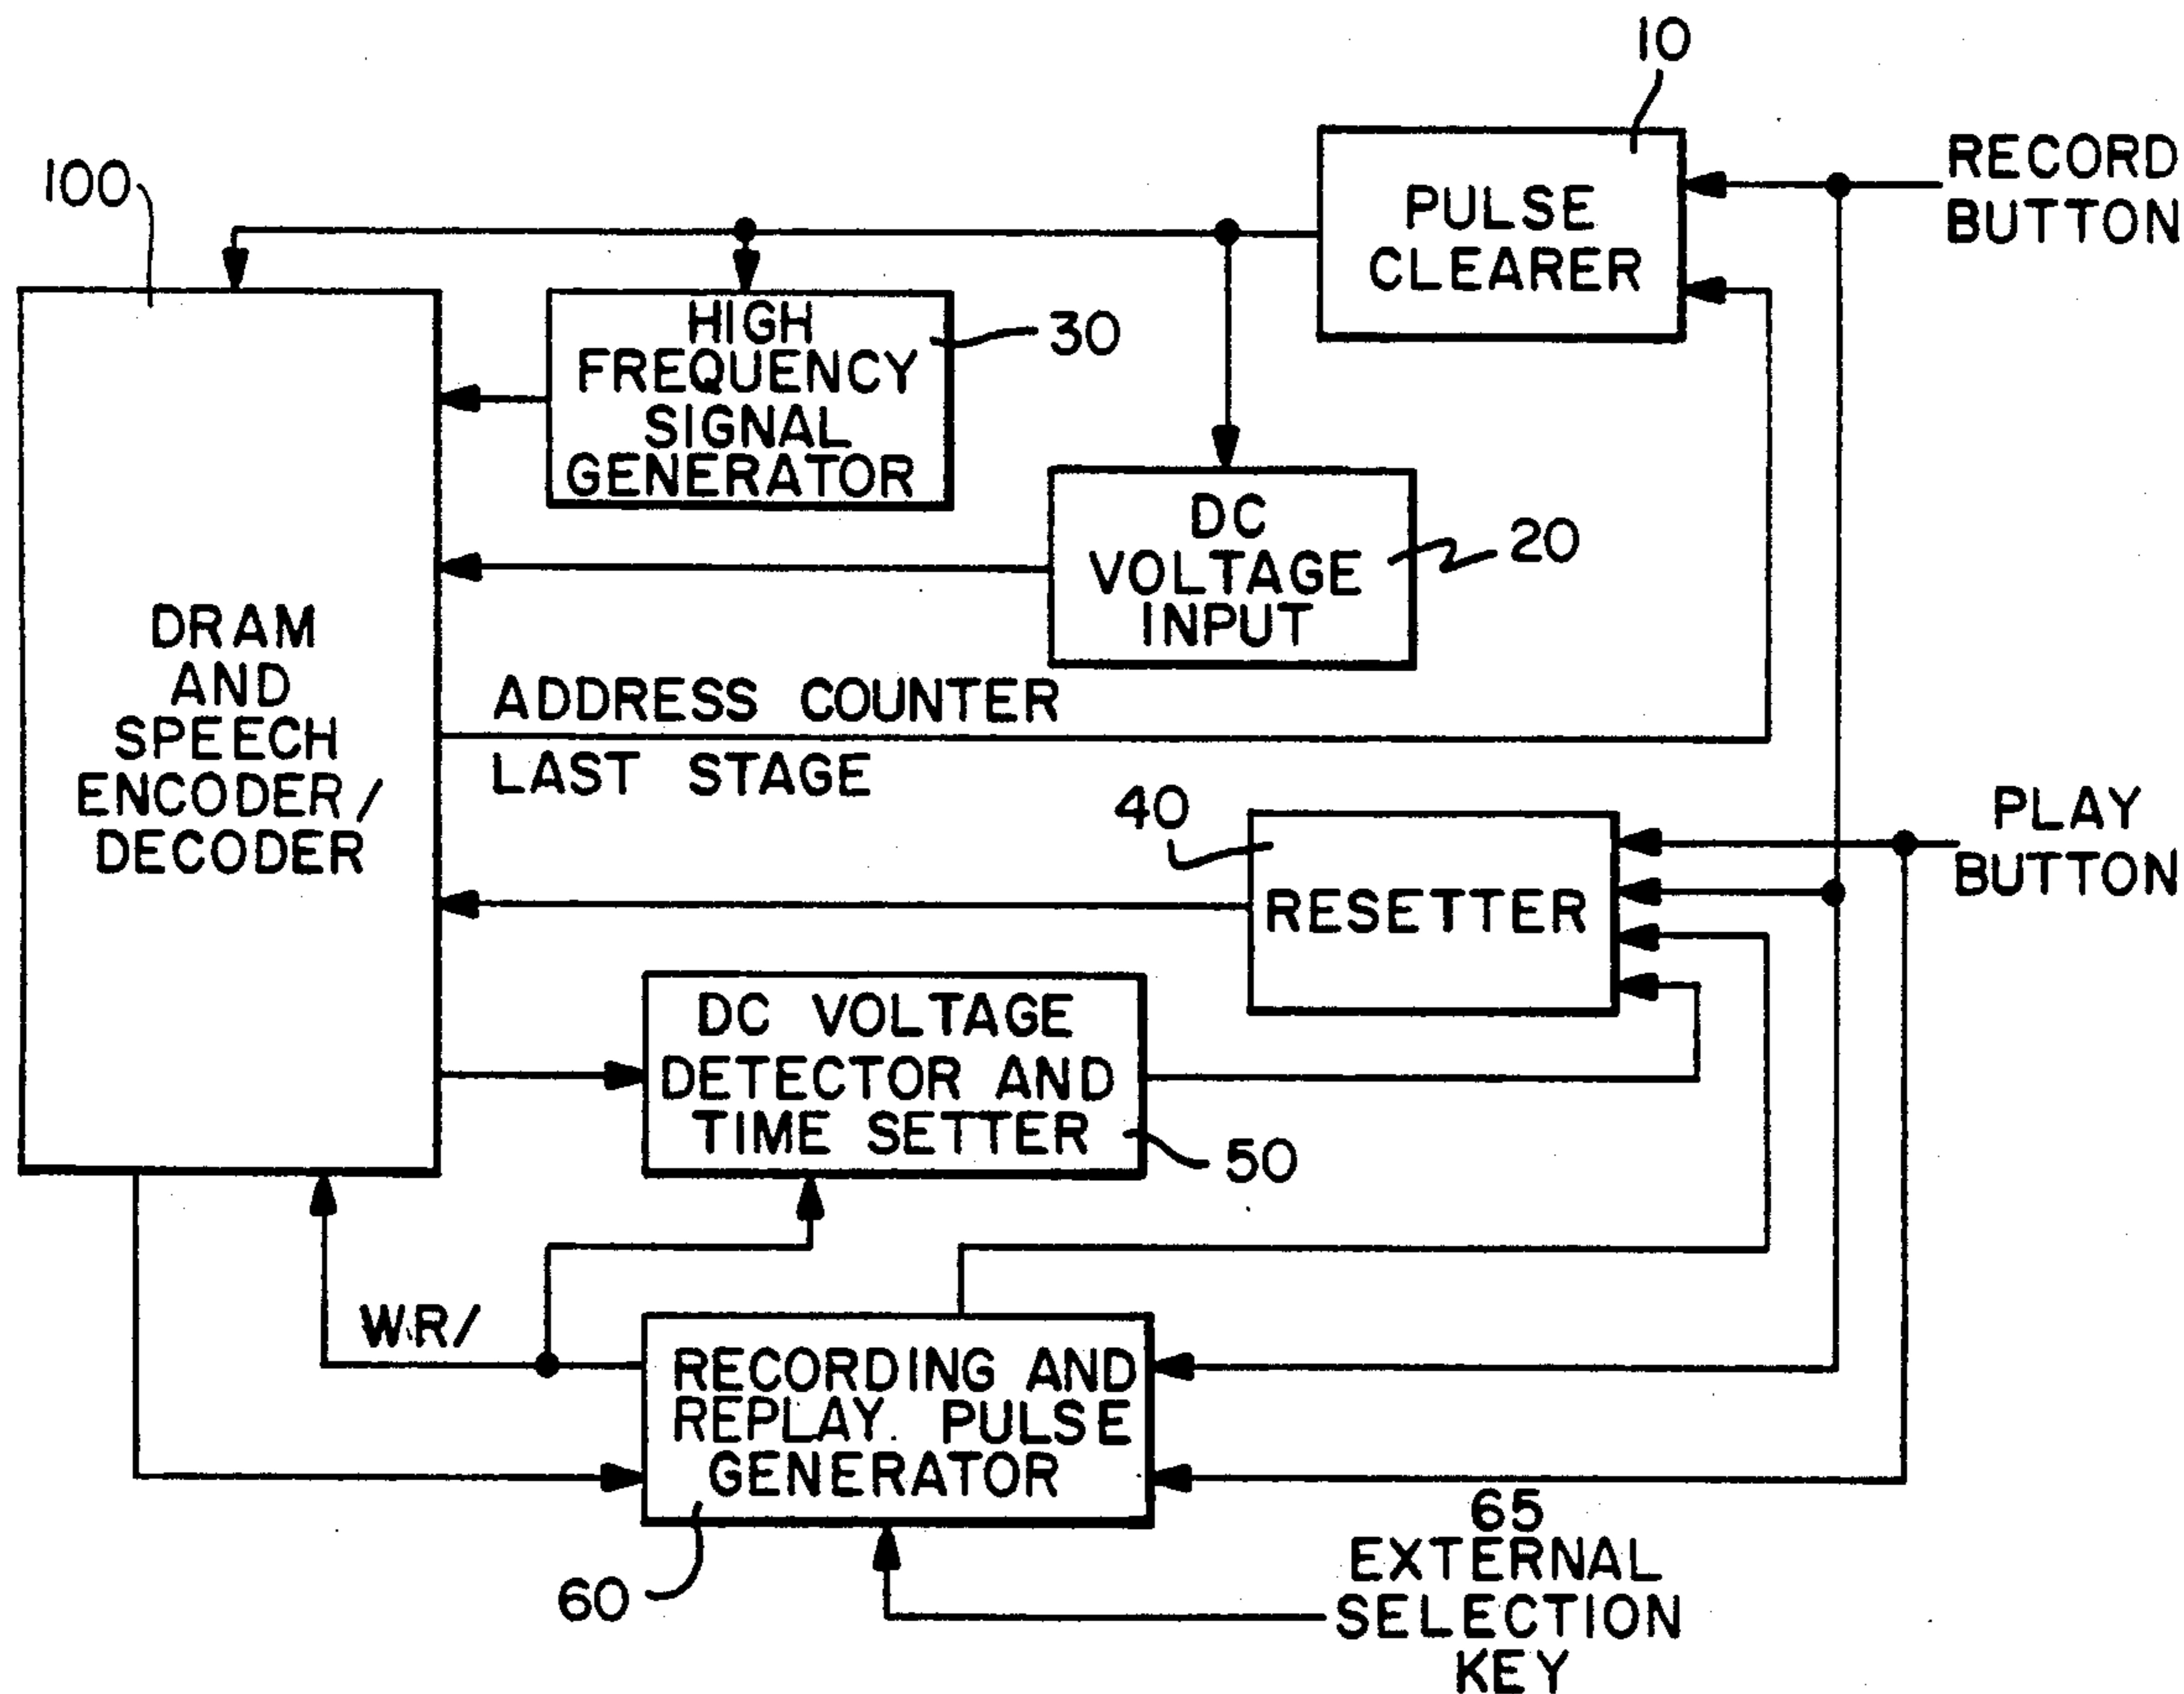 10
RECORD
BUTTON
100
PULSE
CLEARER
HIGH
FREQUENCY
SIGNAL
GENERATOR
30
DC
VOLTAGE
INPUT
20
DRAM
AND
SPEECH
ENCODER/
DECODER
ADDRESS COUNTER
LAST STAGE
40
RESETTER
PLAY
BUTTON
DC VOLTAGE
DETECTOR AND
TIME SETTER
50
WR/
RECORDING AND
REPLAY PULSE
GENERATOR
60
65
EXTERNAL
SELECTION
KEY